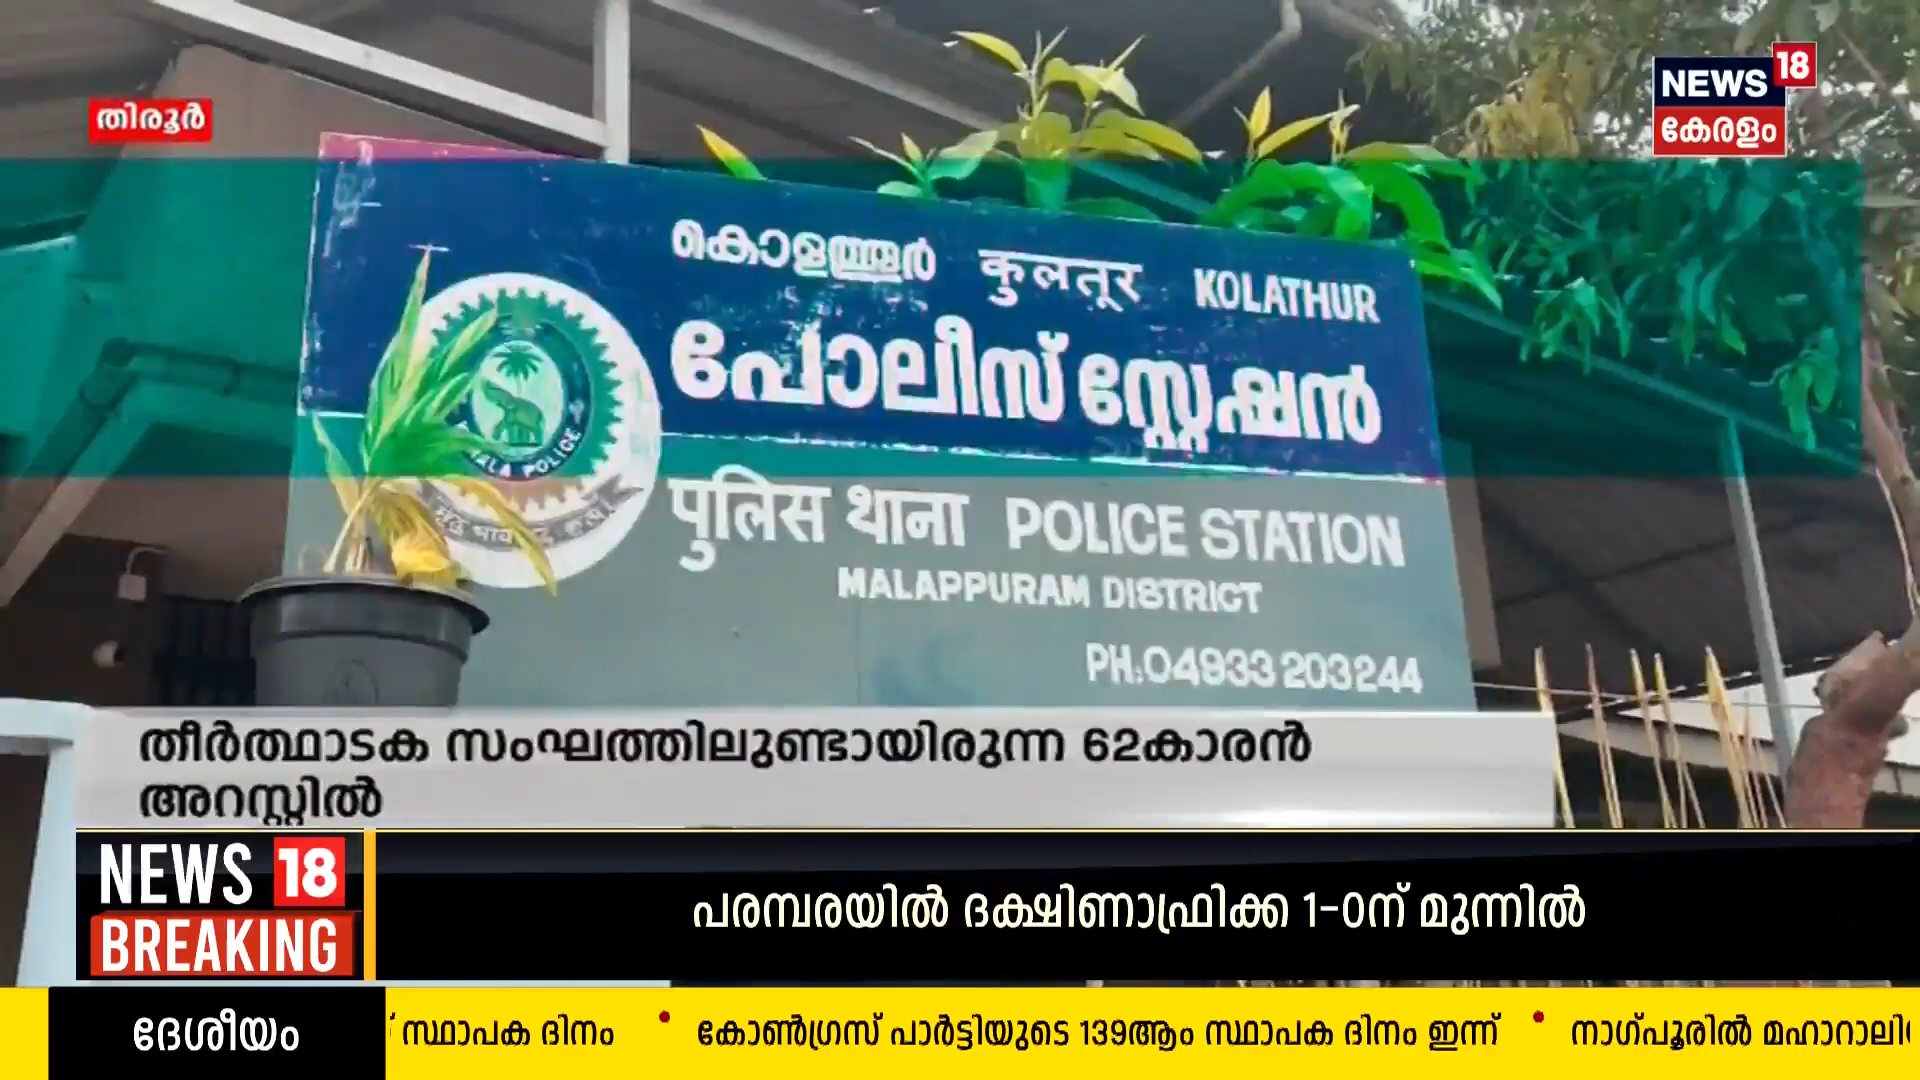 തിരൂർ
NEWS 18
കേരളം
കൊളത്തൂർ कुलतूर KOLATHUR
പോലീസ് സ്റ്റേഷൻ
पुलिस थाना POLICE STATION
MALAPPURAM DISTRICT
PH:04933 203244
തീർത്ഥാടക സംഘത്തിലുണ്ടായിരുന്ന 62കാരൻ
അറസ്റ്റിൽ
NEWS 18
BREAKING
പരമ്പരയിൽ ദക്ഷിണാഫ്രിക്ക 1-0ന് മുന്നിൽ
ദേശീയം
സ്ഥാപക ദിനം • കോൺഗ്രസ് പാർട്ടിയുടെ 139ആം സ്ഥാപക ദിനം ഇന്ന് • നാഗ്പൂരിൽ